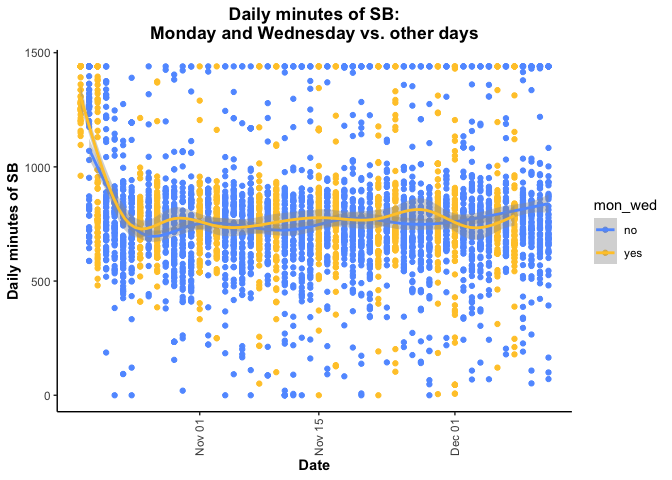 Daily minutes of SB:
Monday and Wednesday vs. other days
Daily minutes of SB
1500
1000
500
0
Nov 01
Nov 15
Dec 01
Date
mon_wed
no
yes